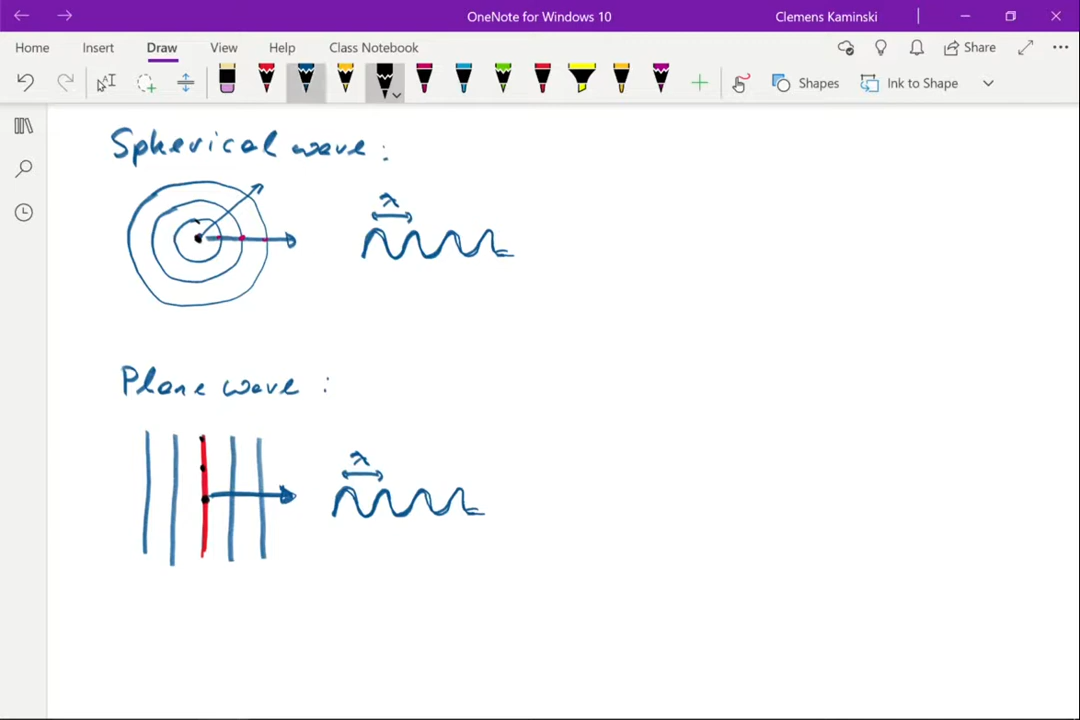 OneNote for Windows 10
Clemens Kaminski
Home Insert Draw View Help Class Notebook Share
Shapes Ink to Shape
Spherical wave:
λ
Plane wave:
λ